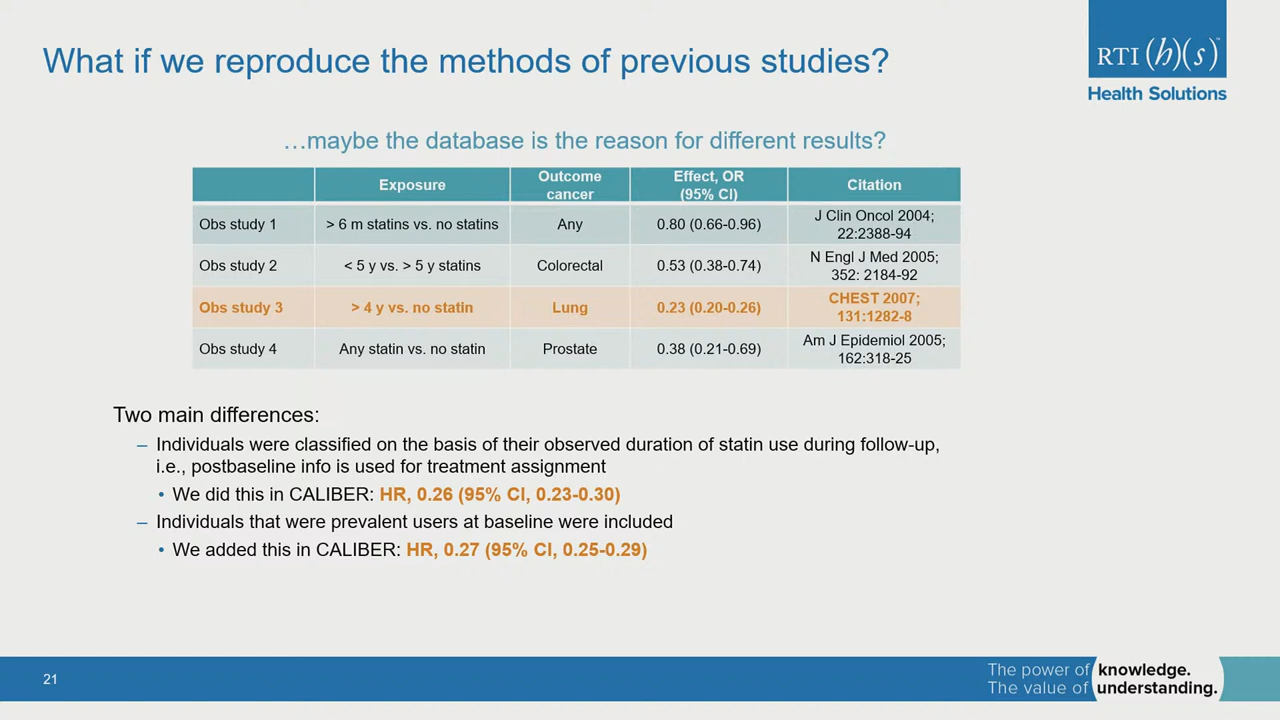 What if we reproduce the methods of previous studies?
RTI (h)(s)™
Health Solutions
…maybe the database is the reason for different results?
Exposure
Outcome
cancer
Effect, OR
(95% CI)
Citation
Obs study 1
> 6 m statins vs. no statins
Any
0.80 (0.66-0.96)
J Clin Oncol 2004;
22:2388-94
Obs study 2
< 5 y vs. > 5 y statins
Colorectal
0.53 (0.38-0.74)
N Engl J Med 2005;
352: 2184-92
Obs study 3
> 4 y vs. no statin
Lung
0.23 (0.20-0.26)
CHEST 2007;
131:1282-8
Obs study 4
Any statin vs. no statin
Prostate
0.38 (0.21-0.69)
Am J Epidemiol 2005;
162:318-25
Two main differences:
– Individuals were classified on the basis of their observed duration of statin use during follow-up,
i.e., postbaseline info is used for treatment assignment
• We did this in CALIBER: HR, 0.26 (95% CI, 0.23-0.30)
– Individuals that were prevalent users at baseline were included
• We added this in CALIBER: HR, 0.27 (95% CI, 0.25-0.29)
21
The power of knowledge.
The value of understanding.